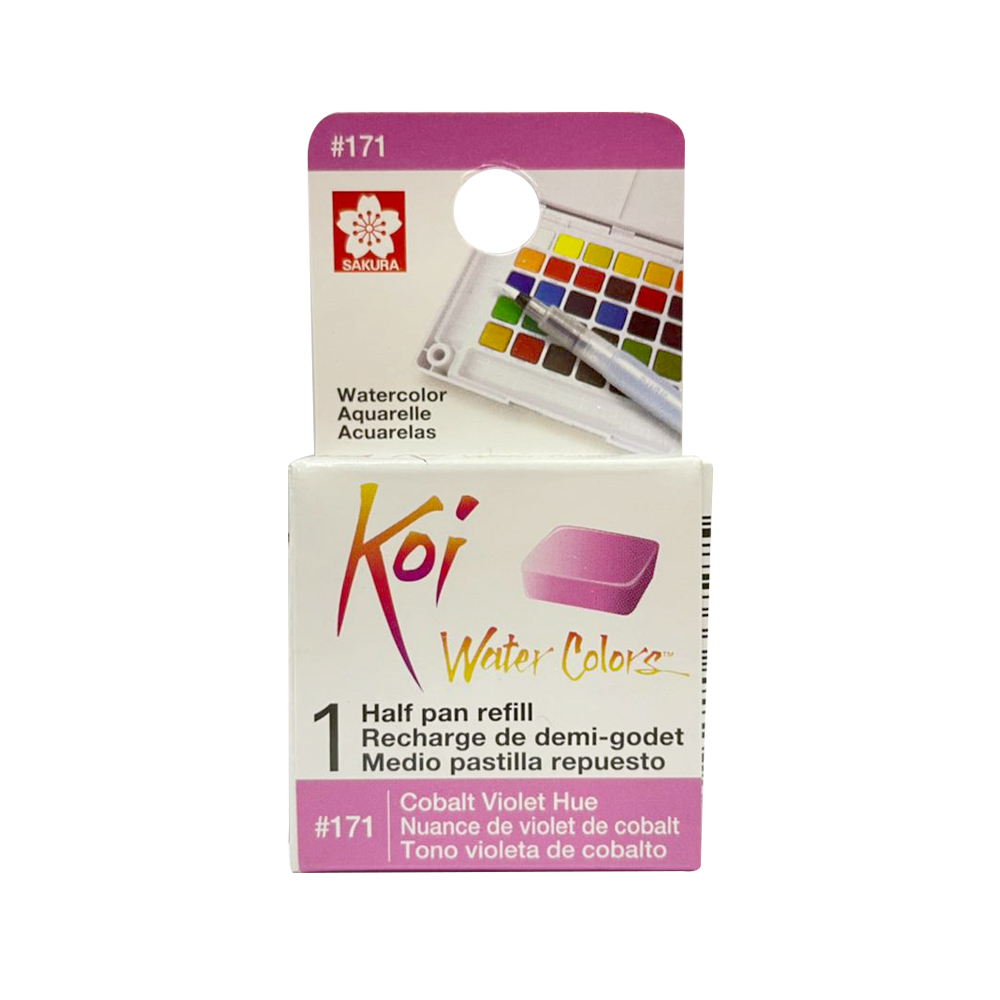 #171
SAKURA
Watercolor
Aquarelle
Acuarelas
Koi
Water Colors™
1
Half pan refill
Recharge de demi-godet
Medio pastilla repuesto
#171
Cobalt Violet Hue
Nuance de violet de cobalt
Tono violeta de cobalto